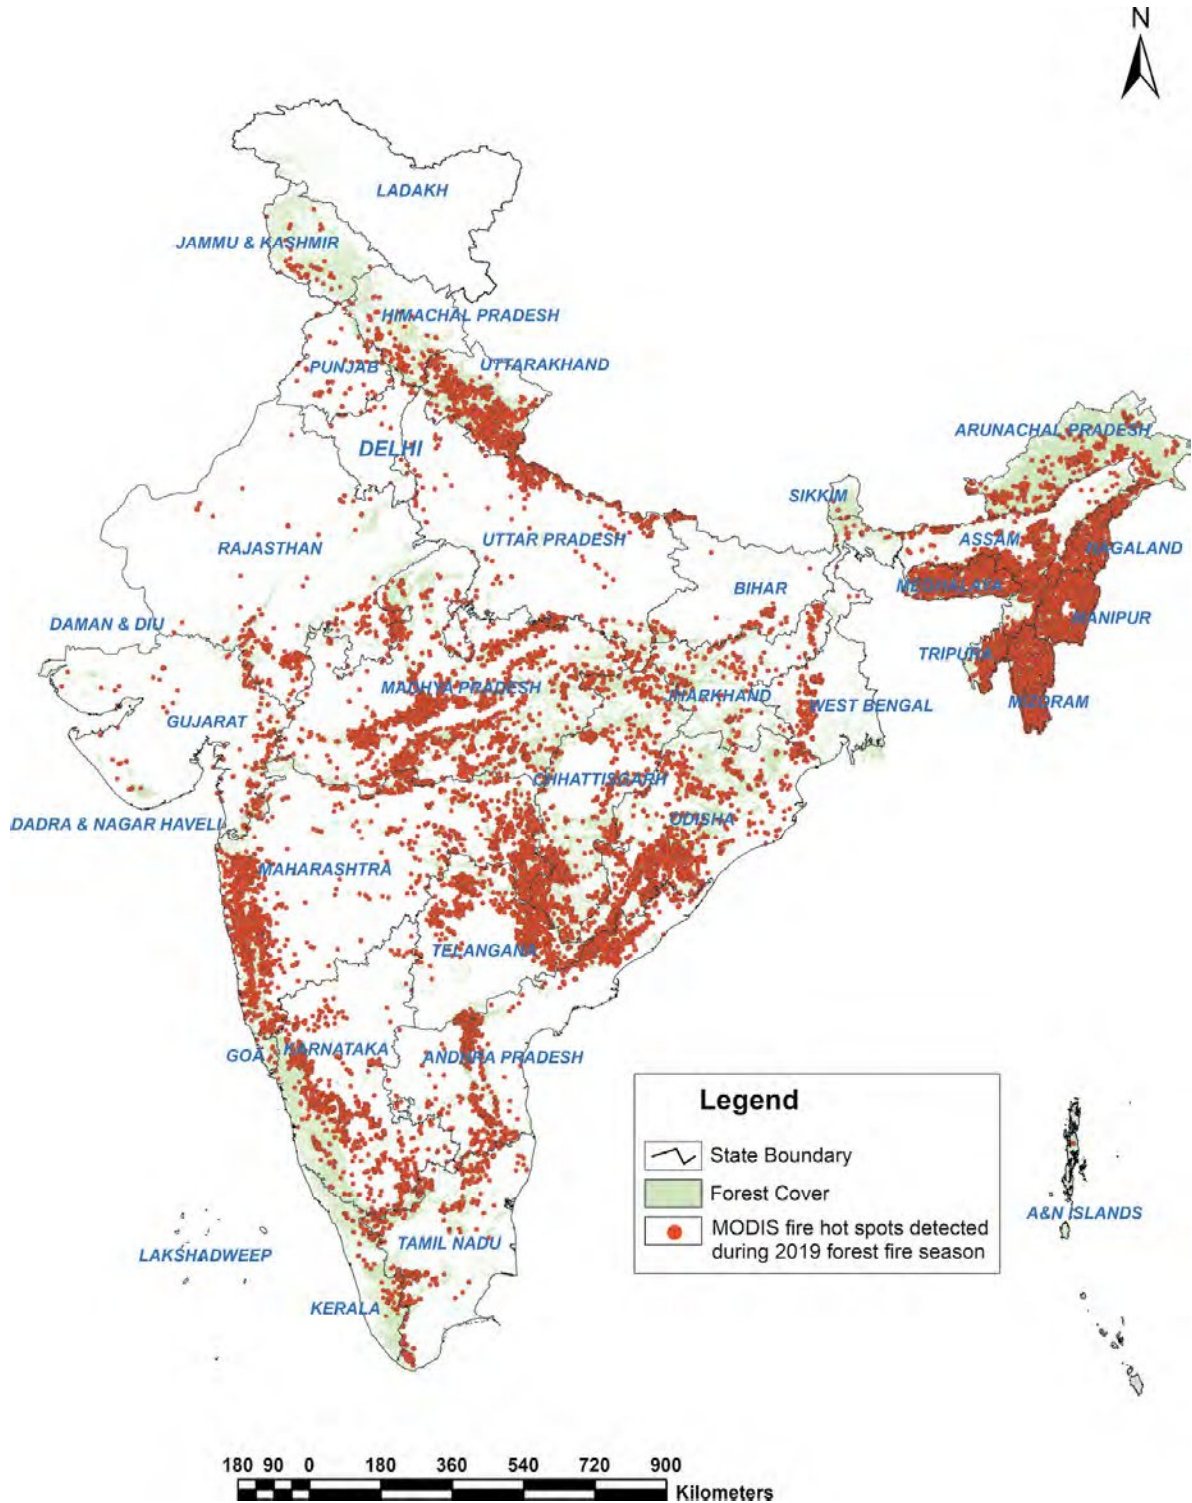 N
LADAKH
JAMMU & KASHMIR
HIMACHAL PRADESH
UTTARAKHAND
PUNJAB
ARUNACHAL PRADESH
DELHI
SIKKIM
RAJASTHAN
UTTAR PRADESH
ASSAM
NAGALAND
BIHAR
MEGHALAYA
MANIPUR
DAMAN & DIU
TRIPURA
MADHYA PRADESH
JHARKHAND
WEST BENGAL
MIZORAM
GUJARAT
CHHATTISGARH
DADRA & NAGAR HAVELI
ODISHA
MAHARASHTRA
TELANGANA
GOA
KARNATAKA
ANDHRA PRADESH
Legend
State Boundary
Forest Cover
MODIS fire hot spots detected
during 2019 forest fire season
A&N ISLANDS
TAMIL NADU
LAKSHADWEEP
KERALA
180 90 0 180 360 540 720 900
Kilometers